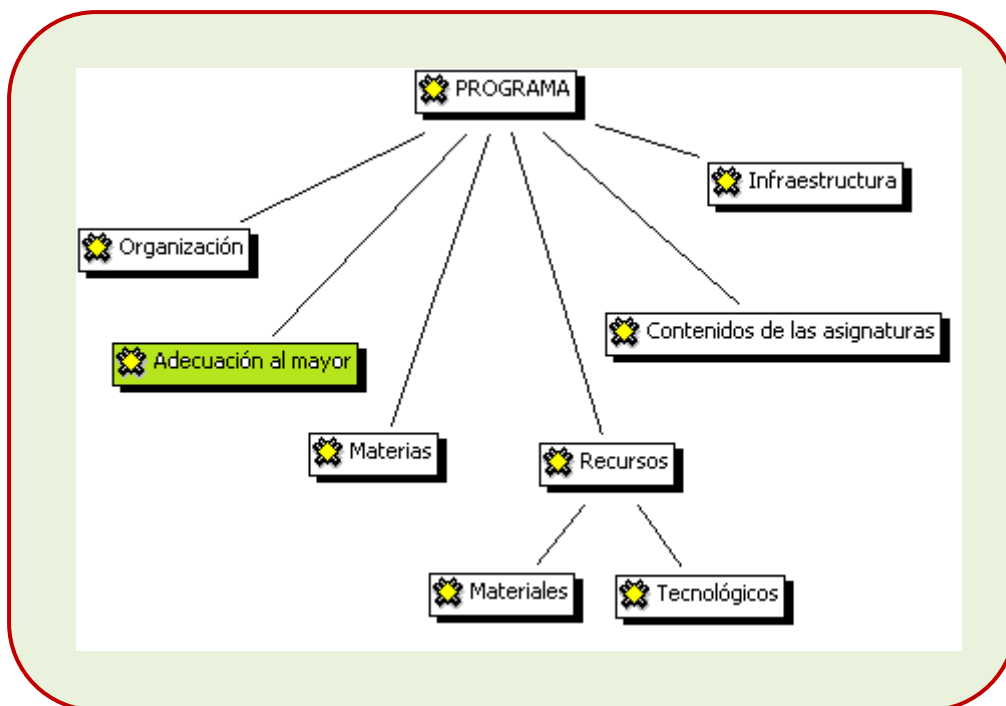 PROGRAMA
Infraestructura
Organización
Contenidos de las asignaturas
Adecuación al mayor
Materias
Recursos
Materiales
Tecnológicos